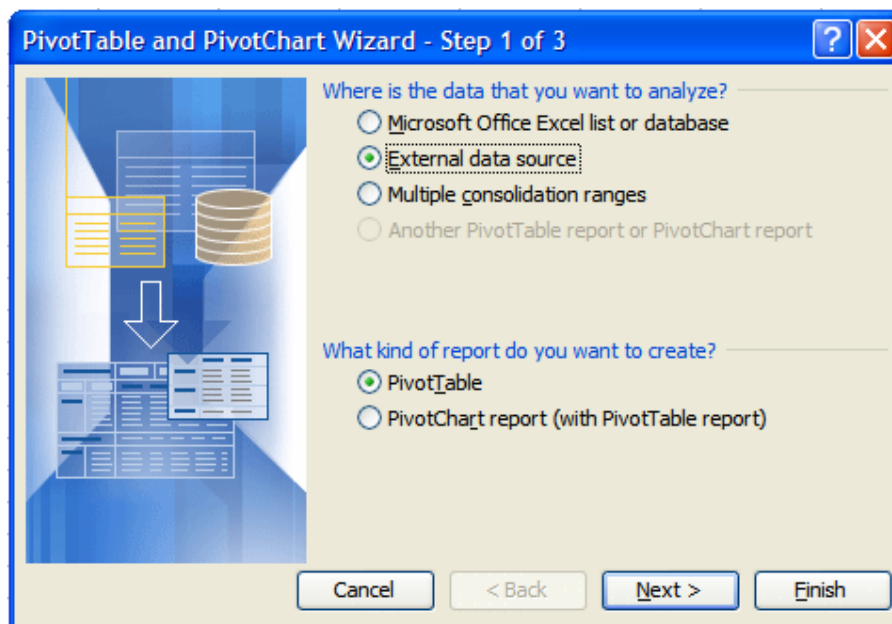 PivotTable and PivotChart Wizard - Step 1 of 3
Where is the data that you want to analyze?
Microsoft Office Excel list or database
External data source
Multiple consolidation ranges
Another PivotTable report or PivotChart report
What kind of report do you want to create?
PivotTable
PivotChart report (with PivotTable report)
Cancel
< Back
Next >
Finish